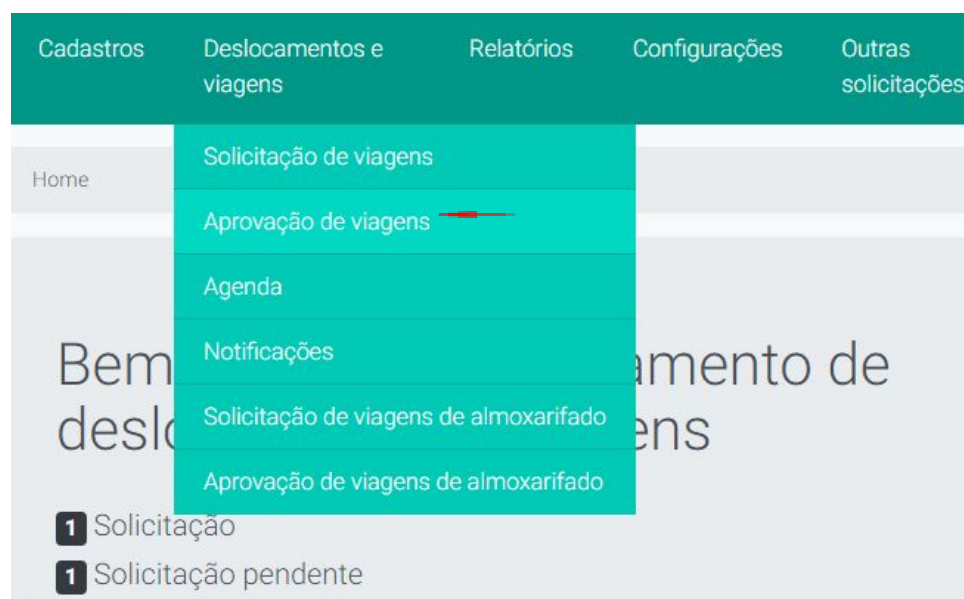 Cadastros
Deslocamentos e
viagens
Relatórios
Configurações
Outras
solicitações
Home
Solicitação de viagens
Aprovação de viagens
Agenda
Notificações
Solicitação de viagens de almoxarifado
Aprovação de viagens de almoxarifado
Bem amento de
deslo ens
1 Solicitação
1 Solicitação pendente